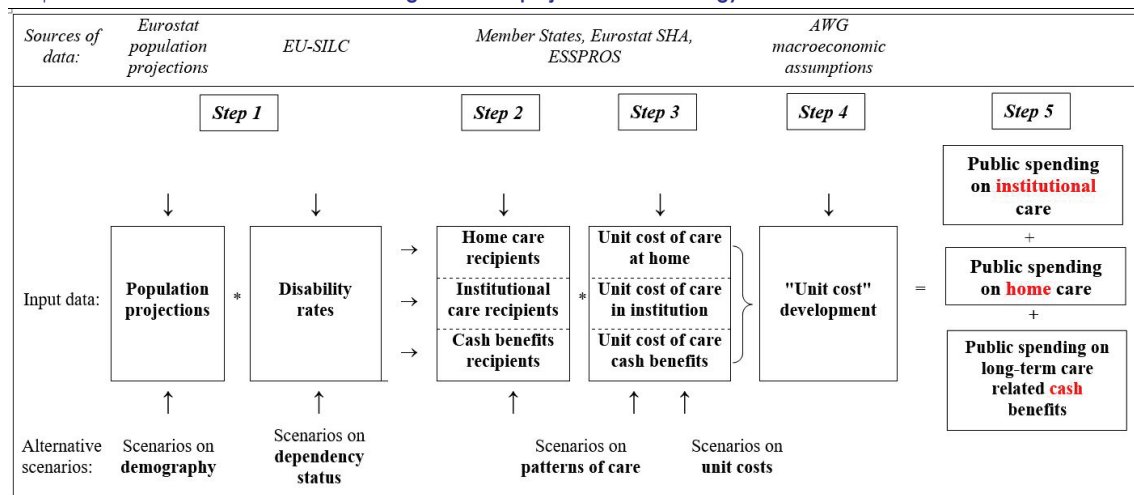 Sources of data:
Eurostat population projections
EU-SILC
Member States, Eurostat SHA, ESSPROS
AWG macroeconomic assumptions
Step 1
Step 2
Step 3
Step 4
Step 5
Input data:
Population projections
*
Disability rates
→
→
→
Home care recipients
Institutional care recipients
Cash benefits recipients
*
Unit cost of care at home
Unit cost of care in institution
Unit cost of care cash benefits
"Unit cost" development
=
Public spending on institutional care
+
Public spending on home care
+
Public spending on long-term care related cash benefits
Alternative scenarios:
Scenarios on demography
Scenarios on dependency status
Scenarios on patterns of care
Scenarios on unit costs